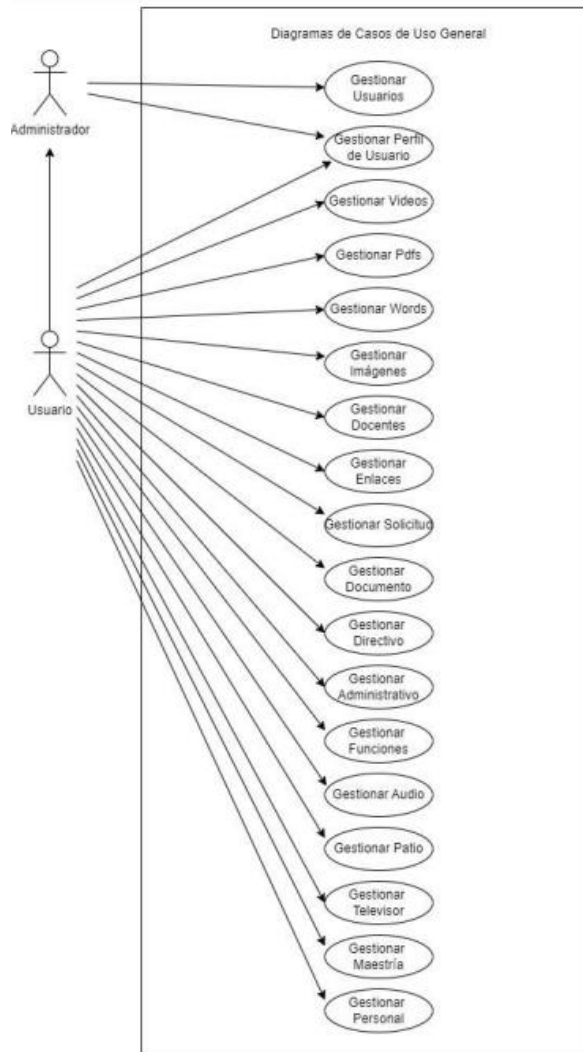 Diagramas de Casos de Uso General
Administrador
Usuario
Gestionar
Usuarios
Gestionar Perfil
de Usuario
Gestionar Videos
Gestionar Pdfs
Gestionar Words
Gestionar
Imágenes
Gestionar
Docentes
Gestionar
Enlaces
Gestionar Solicitud
Gestionar
Documento
Gestionar
Directivo
Gestionar
Administrativo
Gestionar
Funciones
Gestionar Audio
Gestionar Patio
Gestionar
Televisor
Gestionar
Maestría
Gestionar
Personal